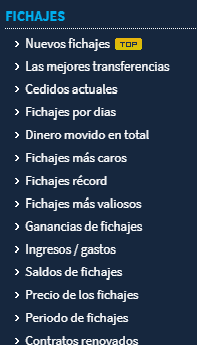 FICHAJES
Nuevos fichajes TOP
Las mejores transferencias
Cedidos actuales
Fichajes por dias
Dinero movido en total
Fichajes más caros
Fichajes récord
Fichajes más valiosos
Ganancias de fichajes
Ingresos / gastos
Saldos de fichajes
Precio de los fichajes
Periodo de fichajes
Contratos renovados